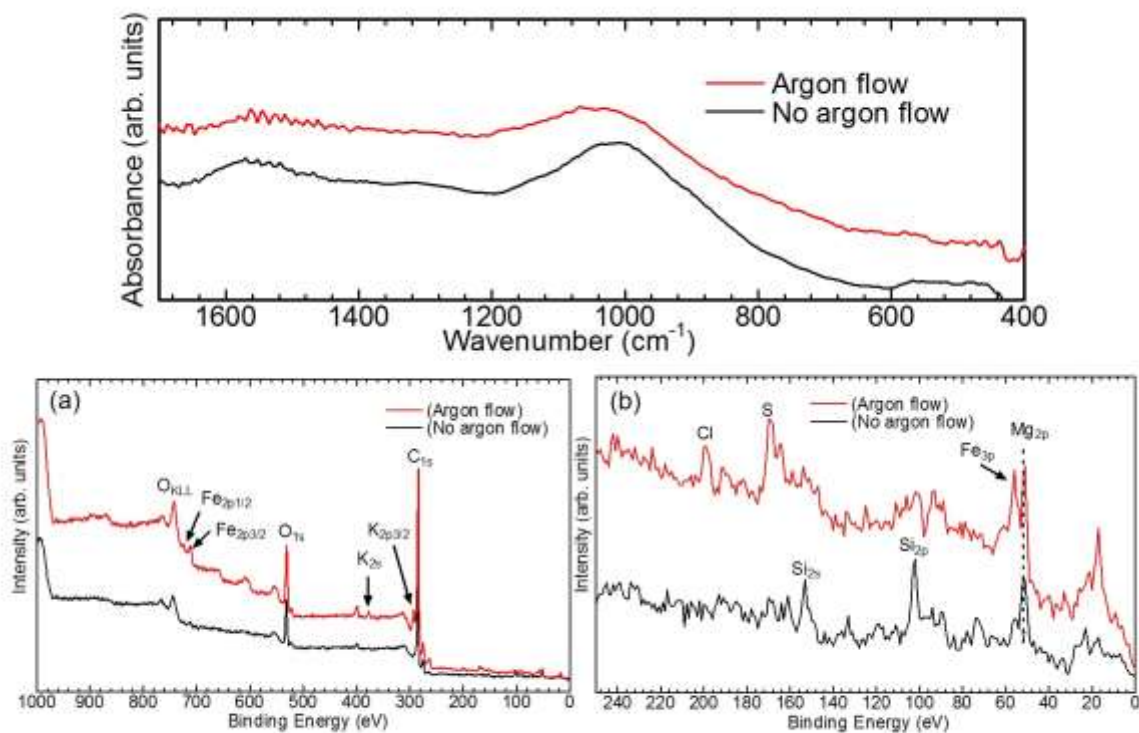 Absorbance (arb. units)
Argon flow
No argon flow
1600 1400 1200 1000 800 600 400
Wavenumber (cm⁻¹)
(a)
(Argon flow)
(No argon flow)
C₁ₛ
O_KLL
Fe₂p₁/₂
Fe₂p₃/₂
O₁ₛ
K₂ₚ₃/₂
K₂ₛ
Intensity (arb. units)
1000 900 800 700 600 500 400 300 200 100 0
Binding Energy (eV)
(b)
(Argon flow)
(No argon flow)
S
Cl
Mg₂ₚ
Fe₃ₚ
Si₂ₚ
Si₂ₛ
Intensity (arb. units)
240 220 200 180 160 140 120 100 80 60 40 20 0
Binding Energy (eV)